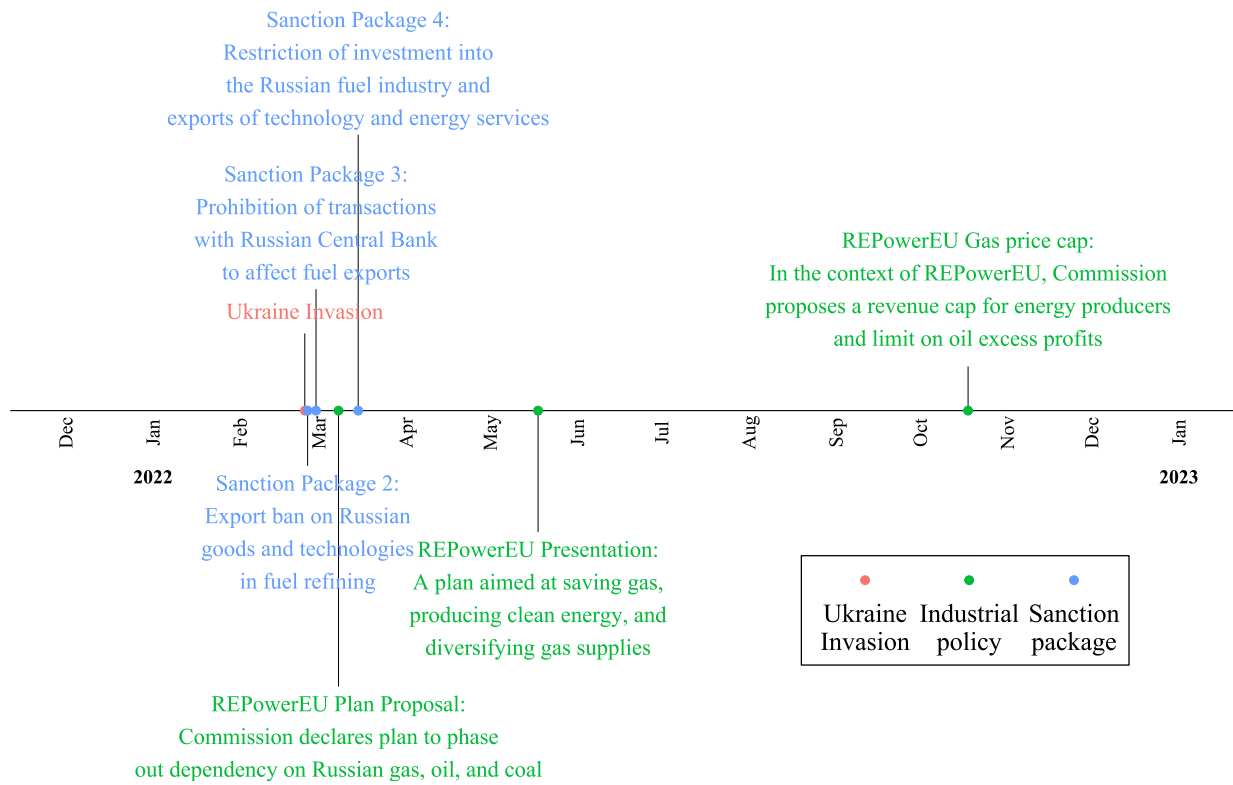 Sanction Package 4:
Restriction of investment into
the Russian fuel industry and
exports of technology and energy services
Sanction Package 3:
Prohibition of transactions
with Russian Central Bank
to affect fuel exports
Ukraine Invasion
REPowerEU Gas price cap:
In the context of REPowerEU, Commission
proposes a revenue cap for energy producers
and limit on oil excess profits
Dec
Jan
Feb
Mar
Apr
May
Jun
Jul
Aug
Sep
Oct
Nov
Dec
Jan
2022
2023
Sanction Package 2:
Export ban on Russian
goods and technologies
in fuel refining
REPowerEU Presentation:
A plan aimed at saving gas,
producing clean energy, and
diversifying gas supplies
REPowerEU Plan Proposal:
Commission declares plan to phase
out dependency on Russian gas, oil, and coal
Ukraine
Invasion
Industrial
policy
Sanction
package